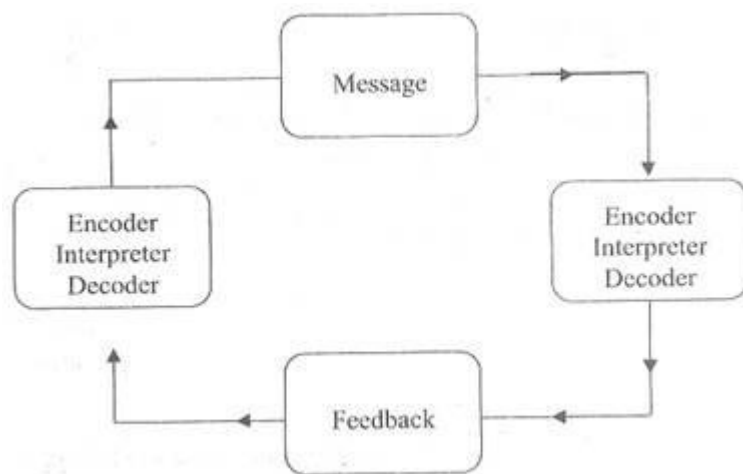 Message
Encoder
Interpreter
Decoder
Encoder
Interpreter
Decoder
Feedback